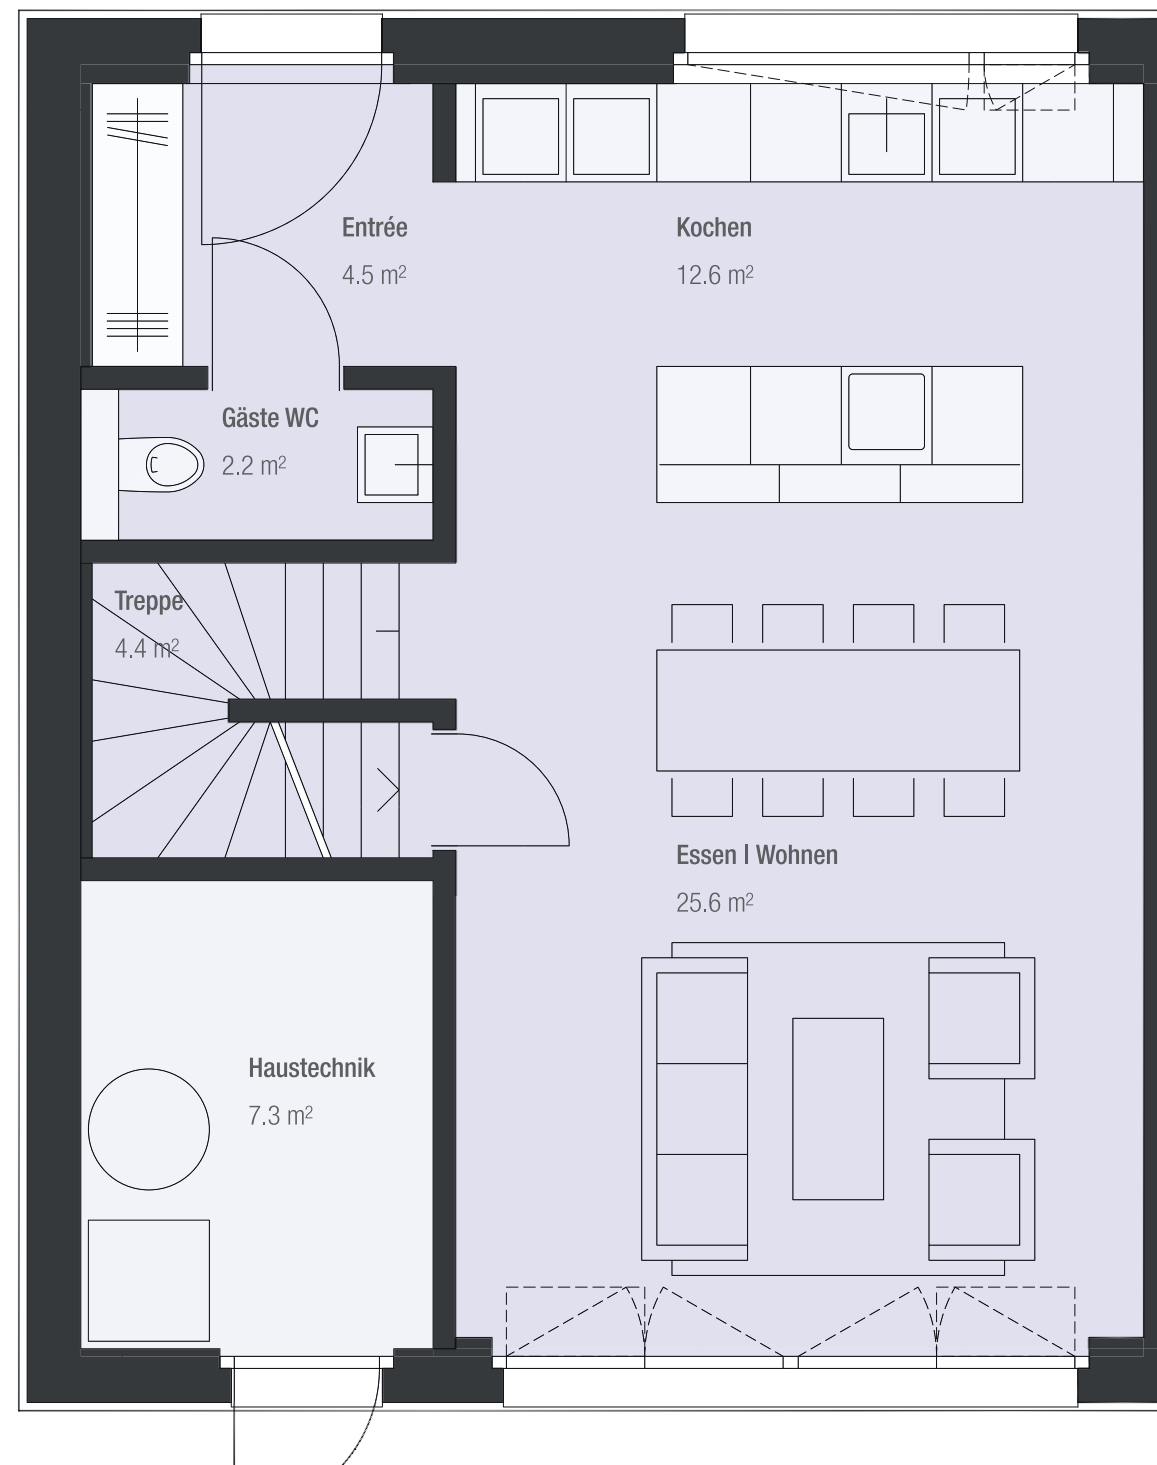 Entrée
4.5 m²
Kochen
12.6 m²
Gäste WC
2.2 m²
Treppe
4.4 m²
Essen I Wohnen
25.6 m²
Haustechnik
7.3 m²